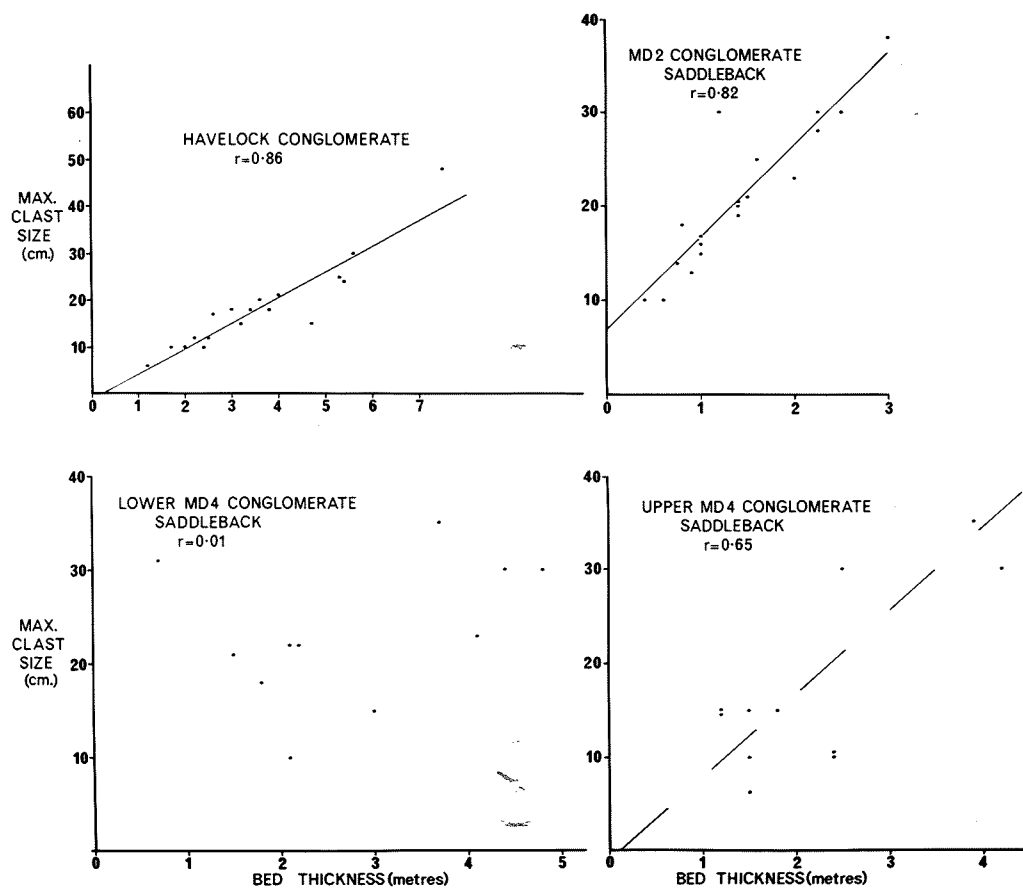 HAVELOCK CONGLOMERATE
r=0·86
MAX.
CLAST
SIZE
(cm.)
60
50
40
30
20
10
0 1 2 3 4 5 6 7
MD2 CONGLOMERATE
SADDLEBACK
r=0·82
40
30
20
10
0 1 2 3
LOWER MD4 CONGLOMERATE
SADDLEBACK
r=0·01
MAX.
CLAST
SIZE
(cm.)
40
30
20
10
0 1 2 3 4 5
BED THICKNESS (metres)
UPPER MD4 CONGLOMERATE
SADDLEBACK
r=0·65
40
30
20
10
0 1 2 3 4
BED THICKNESS (metres)